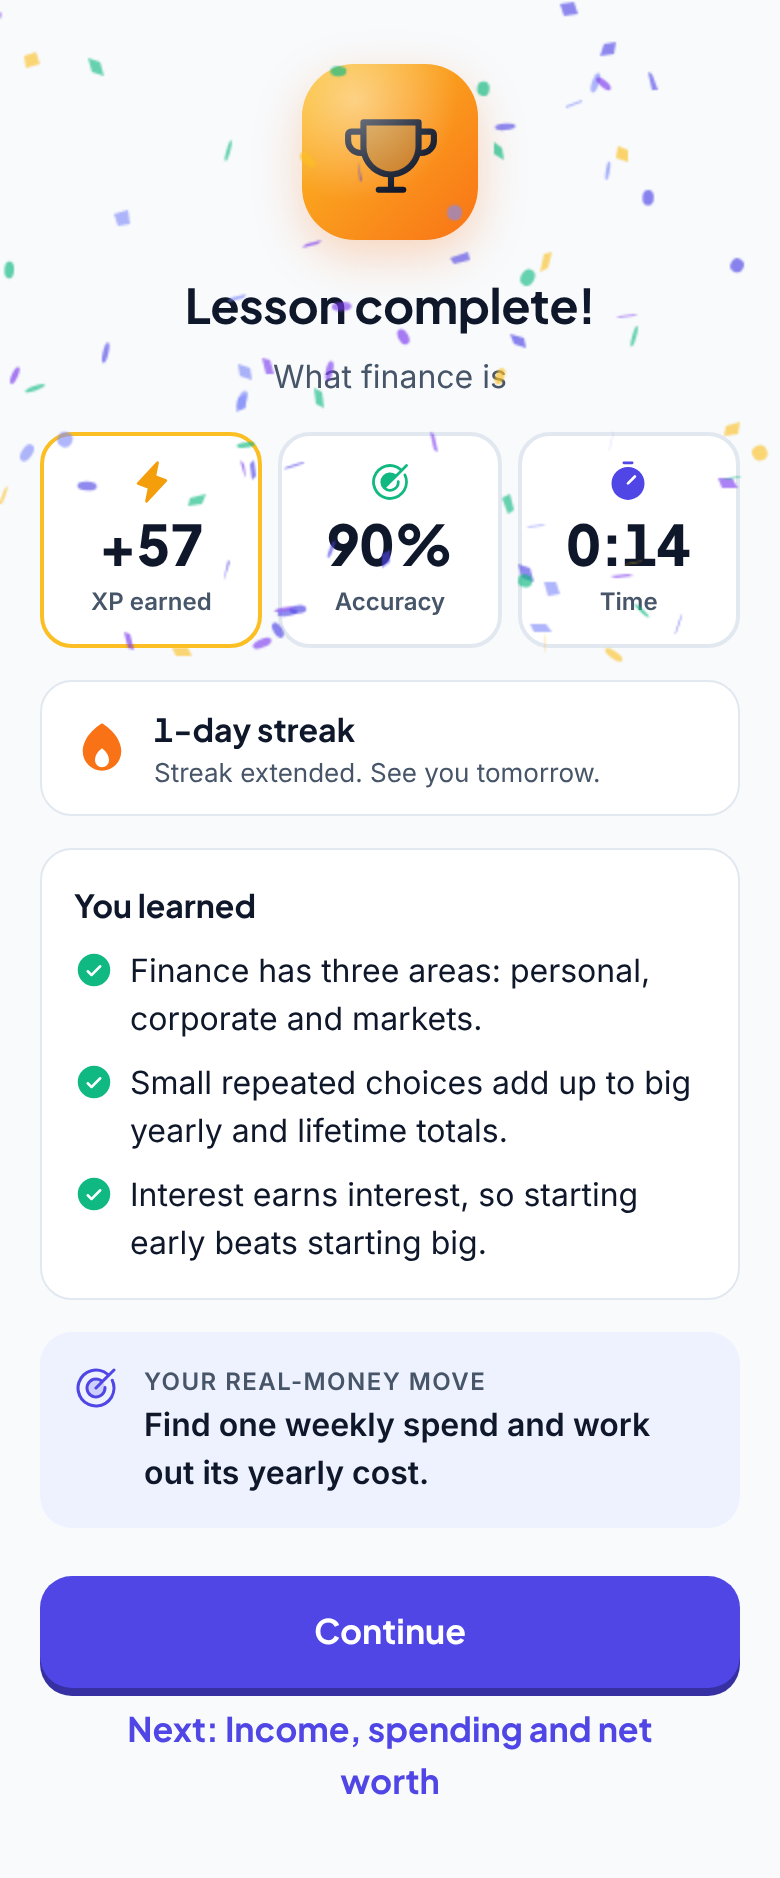 Lesson complete!
What finance is
+57
XP earned
90%
Accuracy
0:14
Time
1-day streak
Streak extended. See you tomorrow.
You learned
Finance has three areas: personal,
corporate and markets.
Small repeated choices add up to big
yearly and lifetime totals.
Interest earns interest, so starting
early beats starting big.
YOUR REAL-MONEY MOVE
Find one weekly spend and work
out its yearly cost.
Continue
Next: Income, spending and net
worth